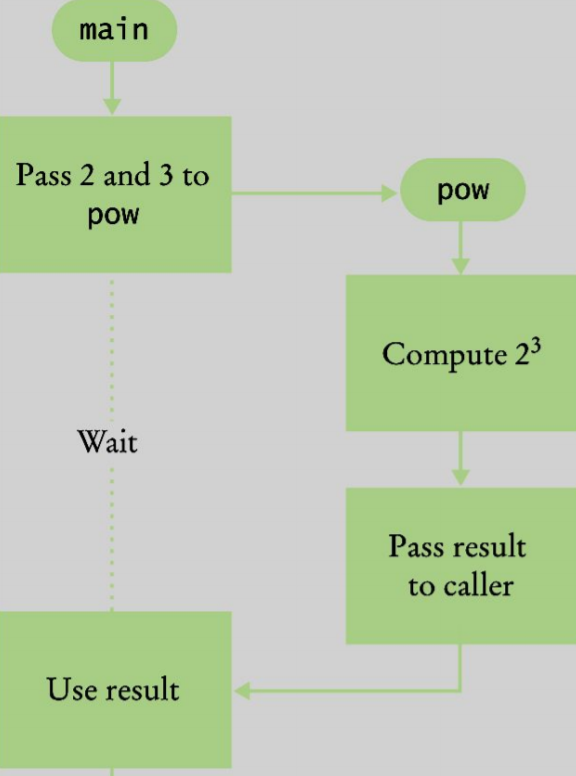 main
Pass 2 and 3 to
pow
pow
Compute 2³
Wait
Pass result
to caller
Use result